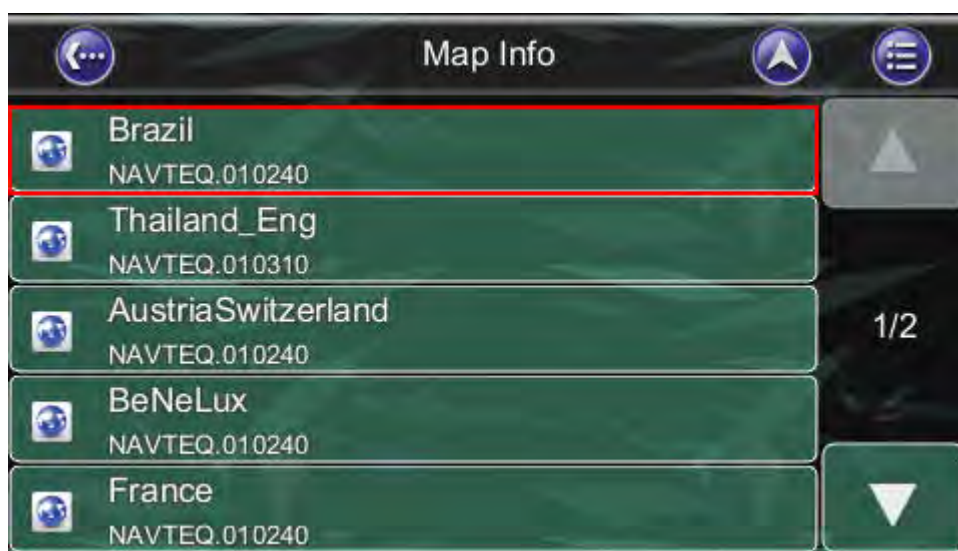 Map Info
Brazil
NAVTEQ.010240
Thailand_Eng
NAVTEQ.010310
AustriaSwitzerland
NAVTEQ.010240
1/2
BeNeLux
NAVTEQ.010240
France
NAVTEQ.010240